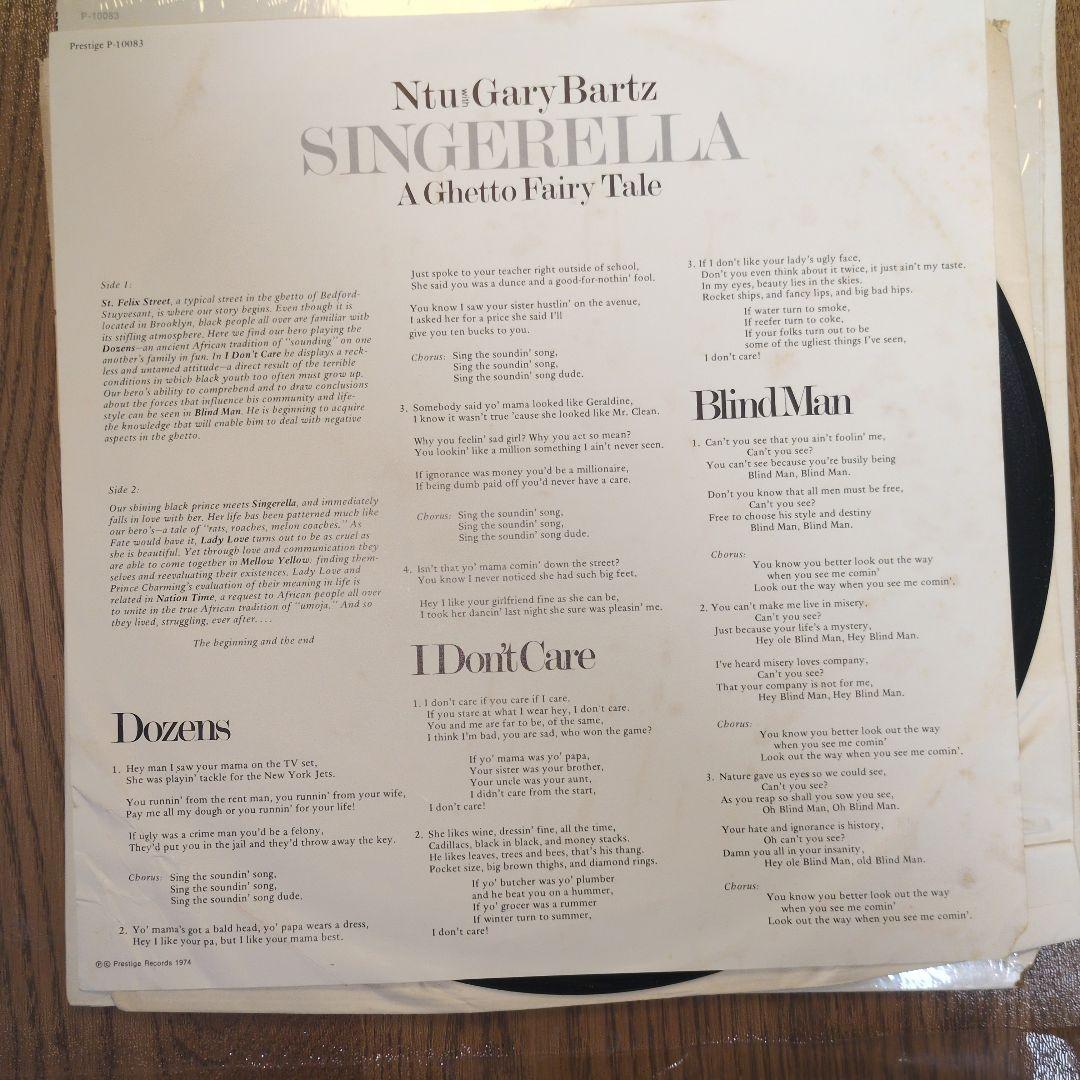 P-10083
Prestige P-10083
Ntu with Gary Bartz
SINGERELLA
A Ghetto Fairy Tale
Side 1:
St. Felix Street, a typical street in the ghetto of Bedford-
Stuyvesant, is where our story begins. Even though it is
located in Brooklyn, black people all over are familiar with
its stifling atmosphere. Here we find our hero playing the
Dozens—an ancient African tradition of "sounding" on one
another's family in fun. In I Don't Care he displays a reck-
less and untamed attitude—a direct result of the terrible
conditions in which black youth too often must grow up.
Our hero's ability to comprehend and to draw conclusions
about the forces that influence his community and life-
style can be seen in Blind Man. He is beginning to acquire
the knowledge that will enable him to deal with negative
aspects in the ghetto.
Side 2:
Our shining black prince meets Singerella, and immediately
falls in love with her. Her life has been patterned much like
our hero's—a tale of "rats, roaches, melon coaches." As
Fate would have it, Lady Love turns out to be as cruel as
she is beautiful. Yet through love and communication they
are able to come together in Mellow Yellow, finding them-
selves and reevaluating their existences. Lady Love and
Prince Charming's evaluation of their meaning in life is
related in Nation Time, a request to African people all over
to unite in the true African tradition of "umoja." And so
they lived, struggling, ever after....
The beginning and the end
Dozens
1. Hey man I saw your mama on the TV set,
She was playin' tackle for the New York Jets.
You runnin' from the rent man, you runnin' from your wife,
Pay me all my dough or you runnin' for your life!
If ugly was a crime man you'd be a felony,
They'd put you in the jail and they'd throw away the key.
Chorus: Sing the soundin' song,
Sing the soundin' song,
Sing the soundin' song dude.
2. Yo' mama's got a bald head, yo' papa wears a dress,
Hey I like your pa, but I like your mama best.
℗© Prestige Records 1974
Just spoke to your teacher right outside of school,
She said you was a dunce and a good-for-nothin' fool.
You know I saw your sister hustlin' on the avenue,
I asked her for a price she said I'll
give you ten bucks to you.
Chorus: Sing the soundin' song,
Sing the soundin' song,
Sing the soundin' song dude.
3. Somebody said yo' mama looked like Geraldine,
I know it wasn't true 'cause she looked like Mr. Clean.
Why you feelin' sad girl? Why you act so mean?
You lookin' like a million something I ain't never seen.
If ignorance was money you'd be a millionaire,
If being dumb paid off you'd never have a care.
Chorus: Sing the soundin' song,
Sing the soundin' song,
Sing the soundin' song dude.
4. Isn't that yo' mama comin' down the street?
You know I never noticed she had such big feet.
Hey I like your girlfriend fine as she can be,
I took her dancin' last night she sure was pleasin' me.
I Don't Care
1. I don't care if you care if I care,
If you stare at what I wear hey, I don't care.
You and me are far to be, of the same,
I think I'm bad, you are sad, who won the game?
If yo' mama was yo' papa,
Your sister was your brother,
Your uncle was your aunt,
I didn't care from the start,
I don't care!
2. She likes wine, dressin' fine, all the time,
Cadillacs, black in black, and money stacks.
He likes leaves, trees and bees, that's his thang.
Pocket size, big brown thighs, and diamond rings.
If yo' butcher was yo' plumber
and he beat you on a hummer,
If yo' grocer was a rummer
If winter turn to summer,
I don't care!
3. If I don't like your lady's ugly face,
Don't you even think about it twice, it just ain't my taste.
In my eyes, beauty lies in the skies.
Rocket ships, and fancy lips, and big bad hips.
If water turn to smoke,
If reefer turn to coke,
If your folks turn out to be
some of the ugliest things I've seen,
I don't care!
Blind Man
1. Can't you see that you ain't foolin' me,
Can't you see?
You can't see because you're busily being
Blind Man, Blind Man.
Don't you know that all men must be free,
Can't you see?
Free to choose his style and destiny
Blind Man, Blind Man.
Chorus:
You know you better look out the way
when you see me comin'
Look out the way when you see me comin'.
2. You can't make me live in misery,
Can't you see?
Just because your life's a mystery,
Hey ole Blind Man, Hey Blind Man.
I've heard misery loves company,
Can't you see?
That your company is not for me,
Hey Blind Man, Hey Blind Man.
Chorus:
You know you better look out the way
when you see me comin'
Look out the way when you see me comin'.
3. Nature gave us eyes so we could see,
Can't you see?
As you reap so shall you sow you see,
Oh Blind Man, Oh Blind Man.
Your hate and ignorance is history,
Oh can't you see?
Damn you all in your insanity,
Hey ole Blind Man, old Blind Man.
Chorus:
You know you better look out the way
when you see me comin'
Look out the way when you see me comin'.